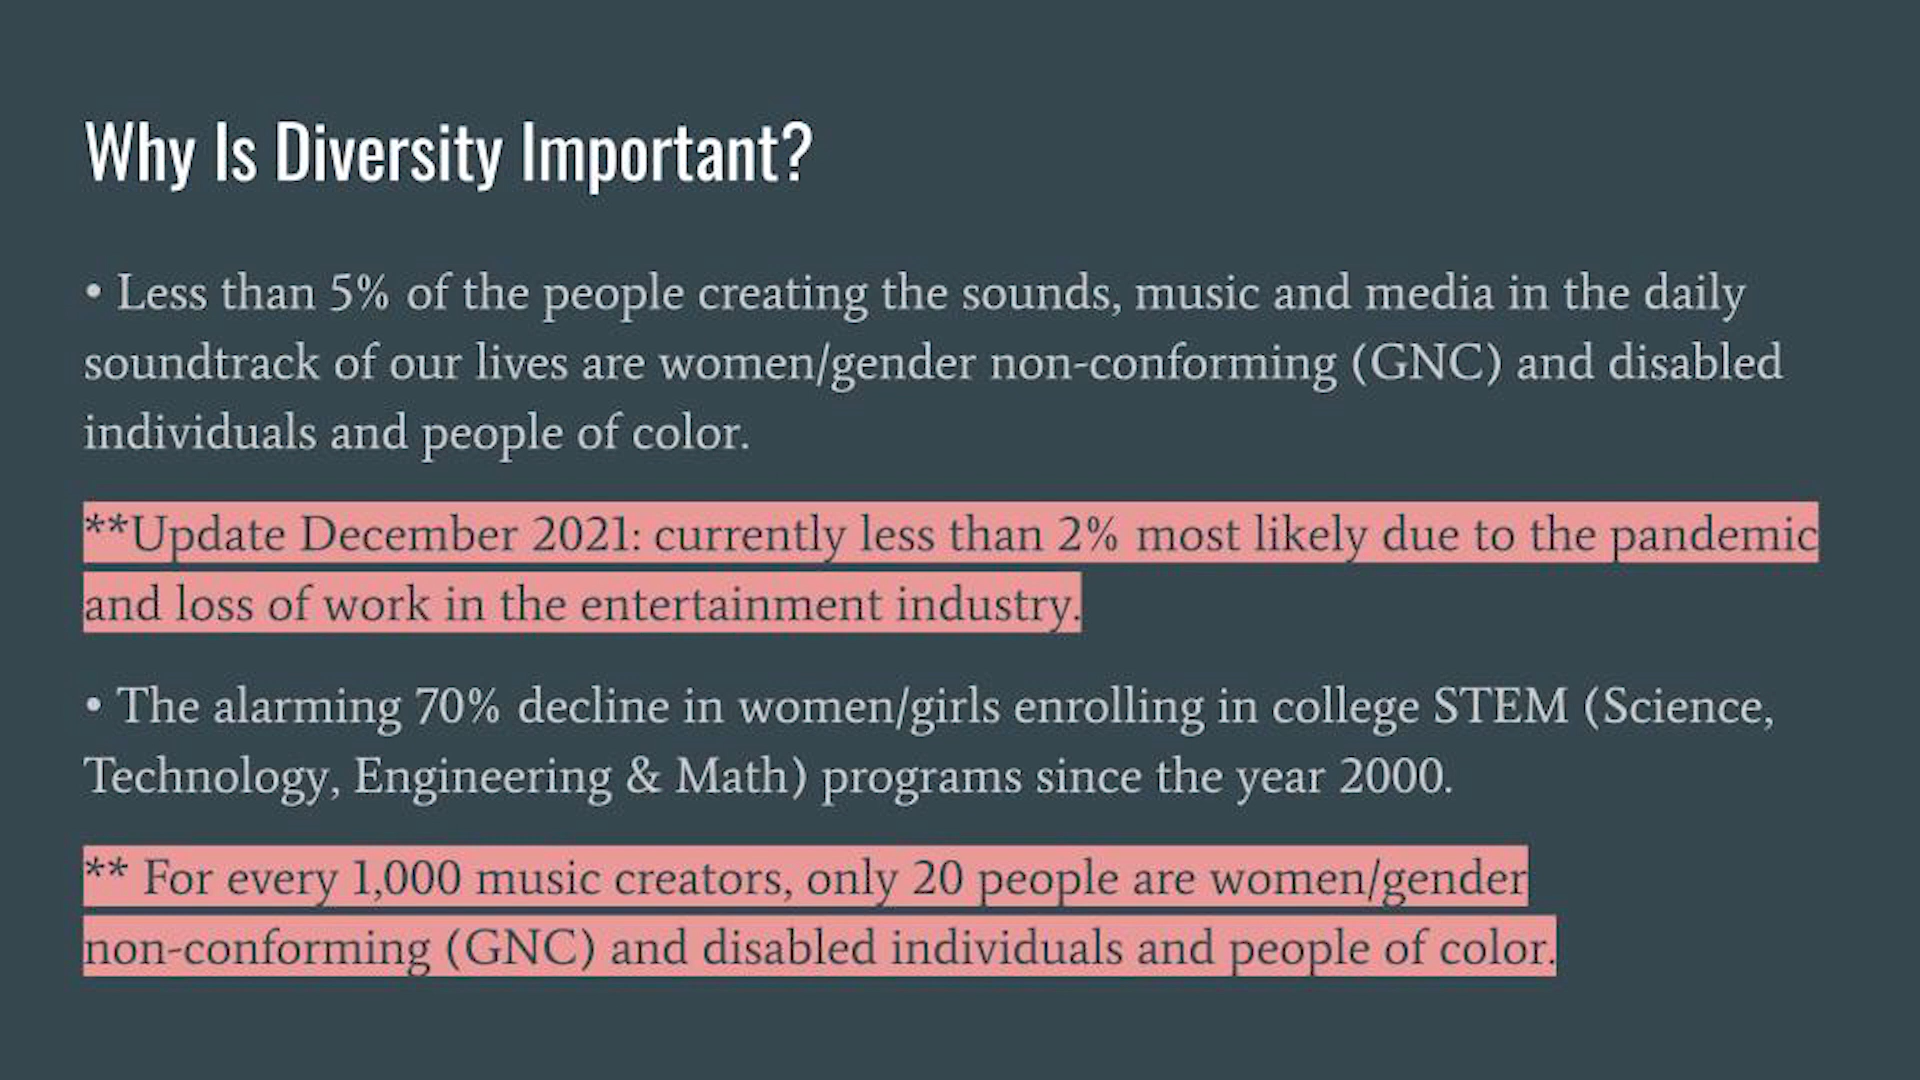 Why Is Diversity Important?
• Less than 5% of the people creating the sounds, music and media in the daily
soundtrack of our lives are women/gender non-conforming (GNC) and disabled
individuals and people of color.
**Update December 2021: currently less than 2% most likely due to the pandemic
and loss of work in the entertainment industry.
• The alarming 70% decline in women/girls enrolling in college STEM (Science,
Technology, Engineering & Math) programs since the year 2000.
** For every 1,000 music creators, only 20 people are women/gender
non-conforming (GNC) and disabled individuals and people of color.